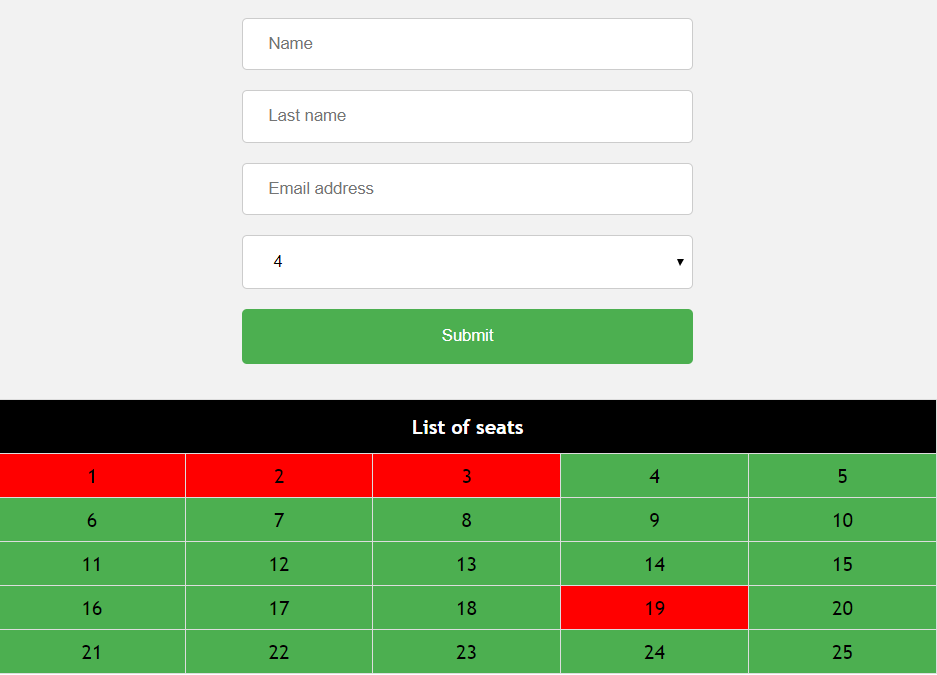 Name
Last name
Email address
4
Submit
List of seats
1 2 3 4 5
6 7 8 9 10
11 12 13 14 15
16 17 18 19 20
21 22 23 24 25